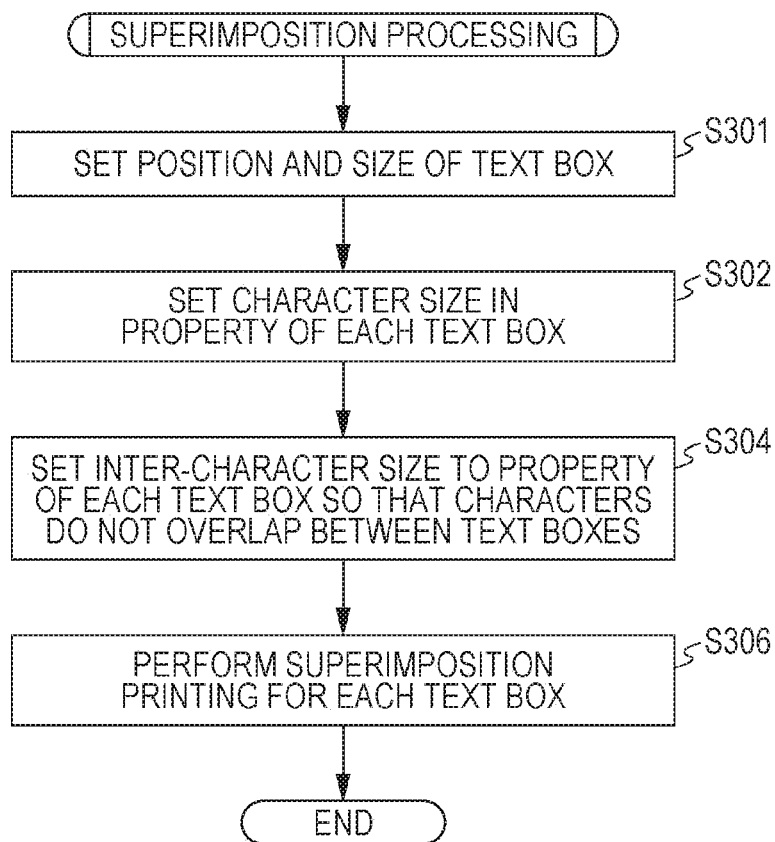 SUPERIMPOSITION PROCESSING
S301
SET POSITION AND SIZE OF TEXT BOX
S302
SET CHARACTER SIZE IN
PROPERTY OF EACH TEXT BOX
S304
SET INTER-CHARACTER SIZE TO PROPERTY
OF EACH TEXT BOX SO THAT CHARACTERS
DO NOT OVERLAP BETWEEN TEXT BOXES
S306
PERFORM SUPERIMPOSITION
PRINTING FOR EACH TEXT BOX
END